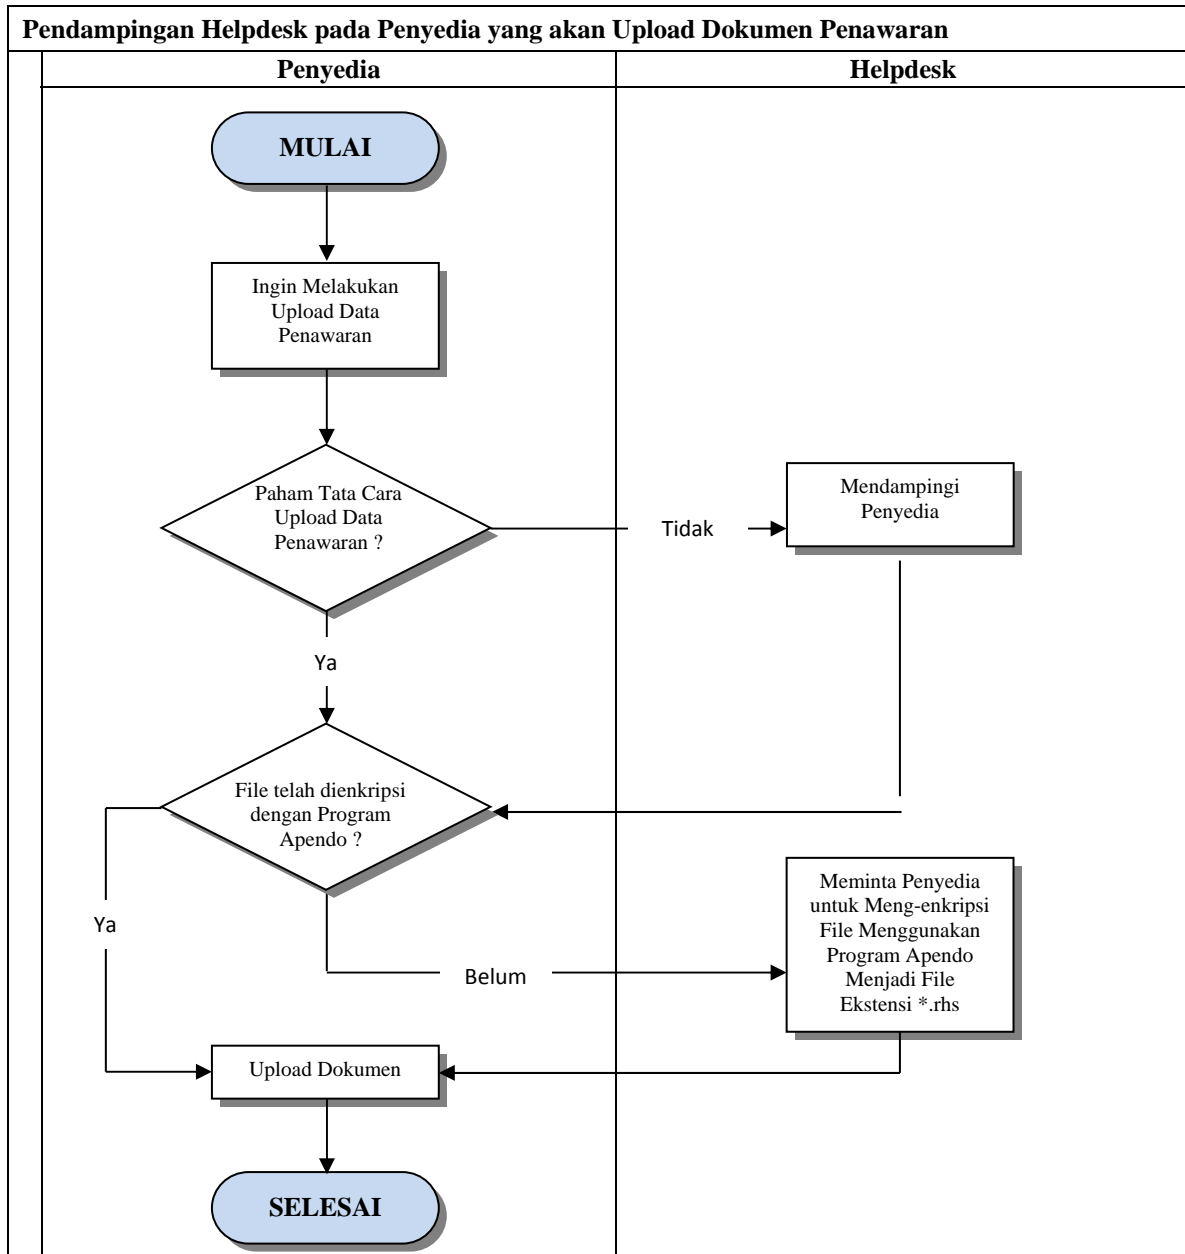 Pendampingan Helpdesk pada Penyedia yang akan Upload Dokumen Penawaran
Penyedia
Helpdesk
MULAI
Ingin Melakukan
Upload Data
Penawaran
Paham Tata Cara
Upload Data
Penawaran ?
Tidak
Mendampingi
Penyedia
Ya
File telah dienkripsi
dengan Program
Apendo ?
Ya
Belum
Meminta Penyedia
untuk Meng-enkripsi
File Menggunakan
Program Apendo
Menjadi File
Ekstensi *.rhs
Upload Dokumen
SELESAI